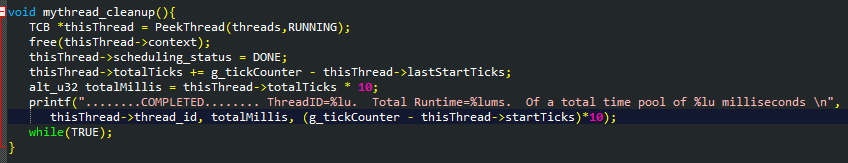 void mythread_cleanup(){
TCB *thisThread = PeekThread(threads,RUNNING);
free(thisThread->context);
thisThread->scheduling_status = DONE;
thisThread->totalTicks += g_tickCounter - thisThread->lastStartTicks;
alt_u32 totalMillis = thisThread->totalTicks * 10;
printf("........COMPLETED........ ThreadID=%lu.  Total Runtime=%lums.  Of a total time pool of %lu milliseconds \n",
thisThread->thread_id, totalMillis, (g_tickCounter - thisThread->startTicks)*10);
while(TRUE);
}